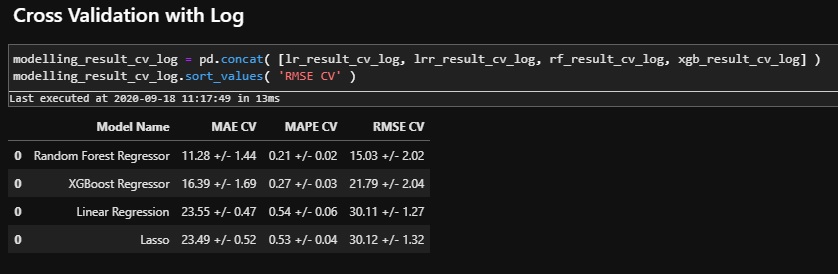 Cross Validation with Log
modelling_result_cv_log = pd.concat( [lr_result_cv_log, lrr_result_cv_log, rf_result_cv_log, xgb_result_cv_log] )
modelling_result_cv_log.sort_values( 'RMSE CV' )
Last executed at 2020-09-18 11:17:49 in 13ms
Model Name MAE CV MAPE CV RMSE CV
0 Random Forest Regressor 11.28 +/- 1.44 0.21 +/- 0.02 15.03 +/- 2.02
0 XGBoost Regressor 16.39 +/- 1.69 0.27 +/- 0.03 21.79 +/- 2.04
0 Linear Regression 23.55 +/- 0.47 0.54 +/- 0.06 30.11 +/- 1.27
0 Lasso 23.49 +/- 0.52 0.53 +/- 0.04 30.12 +/- 1.32